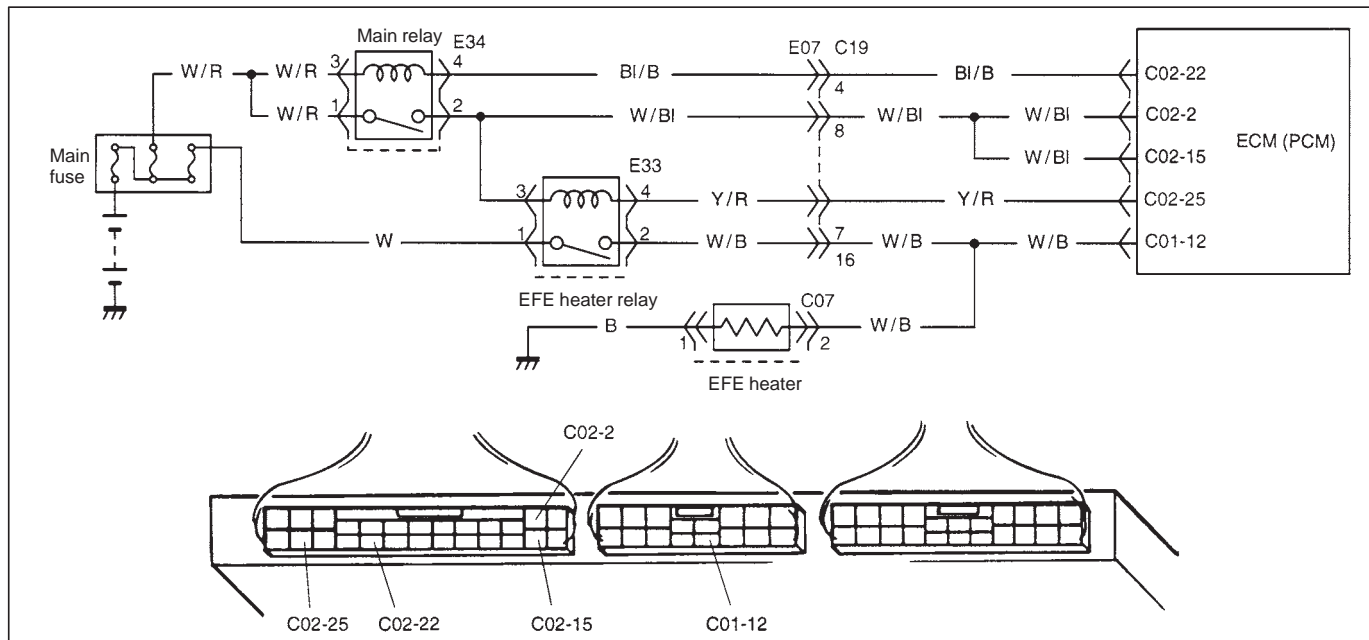 Main relay
E34
E07 C19
W/R W/R 3 4 Bl/B 4 Bl/B C02-22
W/R 1 2 W/Bl 8 W/Bl W/Bl C02-2
ECM (PCM)
Main
fuse
W/Bl C02-15
E33
3 4 Y/R Y/R C02-25
W 1 2 W/B 7 W/B W/B C01-12
16
EFE heater relay
C07
B 1 2 W/B
EFE heater
C02-2
C02-25 C02-22 C02-15 C01-12